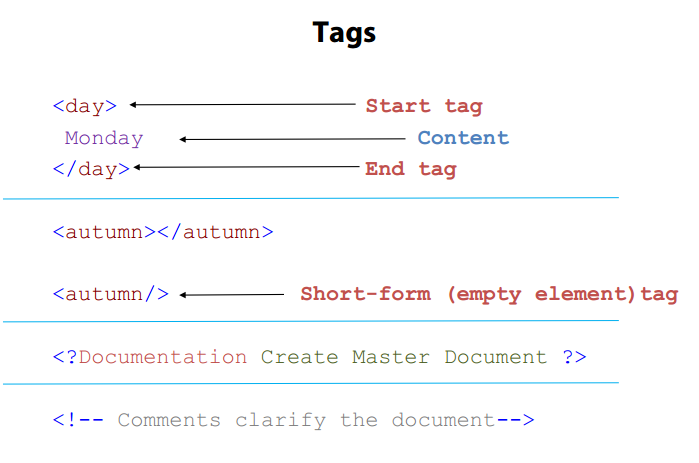 Tags
<day> Start tag
Monday Content
</day> End tag
<autumn></autumn>
<autumn/> Short-form (empty element)tag
<?Documentation Create Master Document ?>
<!-- Comments clarify the document-->